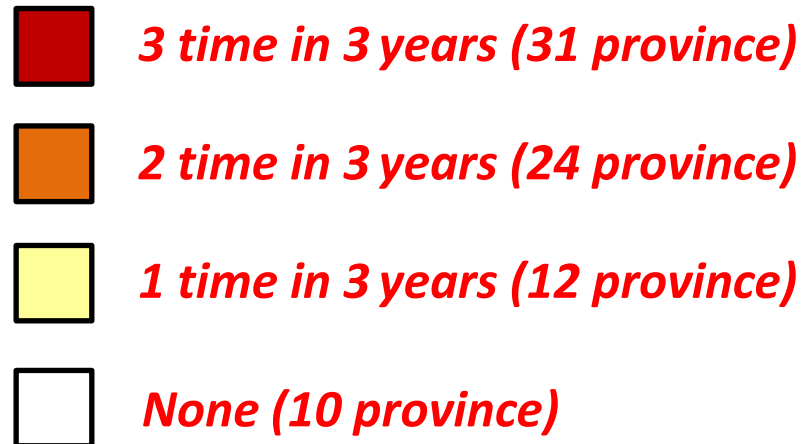 3 time in 3 years (31 province)
2 time in 3 years (24 province)
1 time in 3 years (12 province)
None (10 province)